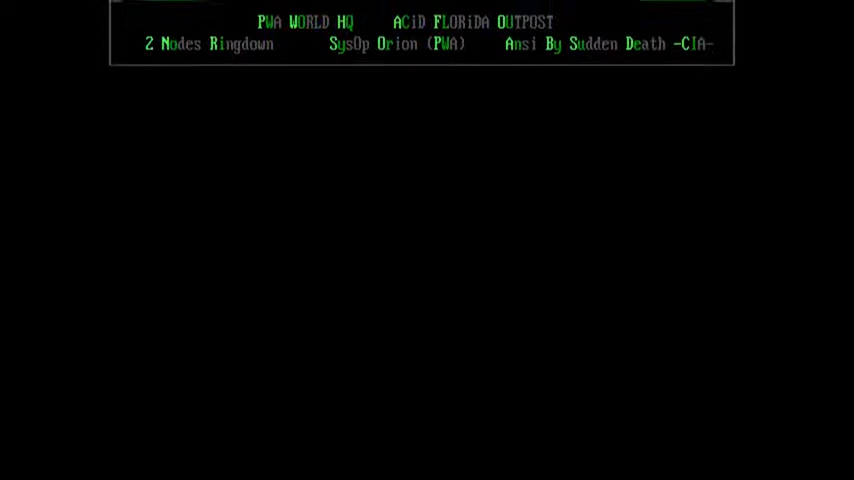 PWA WORLD HQ ACiD FLORiDA OUTPOST
2 Nodes Ringdown SysOp Orion (PWA) Ansi By Sudden Death -CIA-